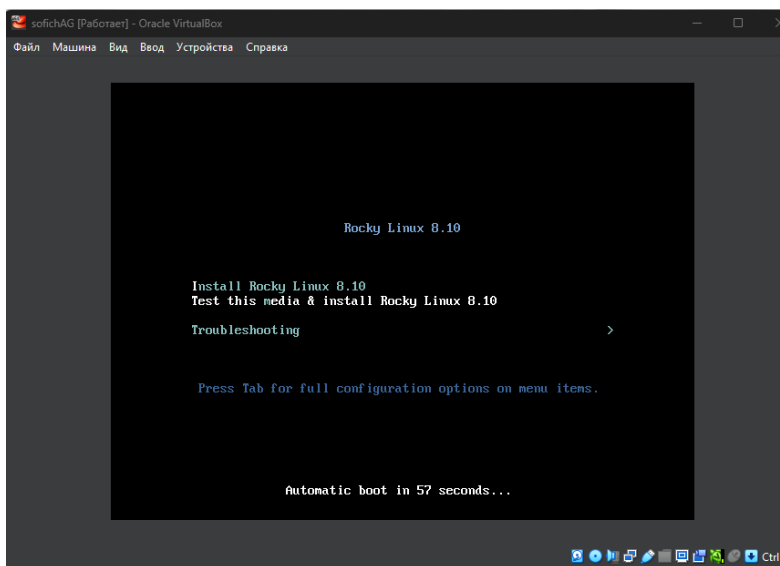 sofichAG [Работает] - Oracle VirtualBox
Файл Машина Вид Ввод Устройства Справка
Rocky Linux 8.10
Install Rocky Linux 8.10
Test this media & install Rocky Linux 8.10
Troubleshooting >
Press Tab for full configuration options on menu items.
Automatic boot in 57 seconds...
Ctrl